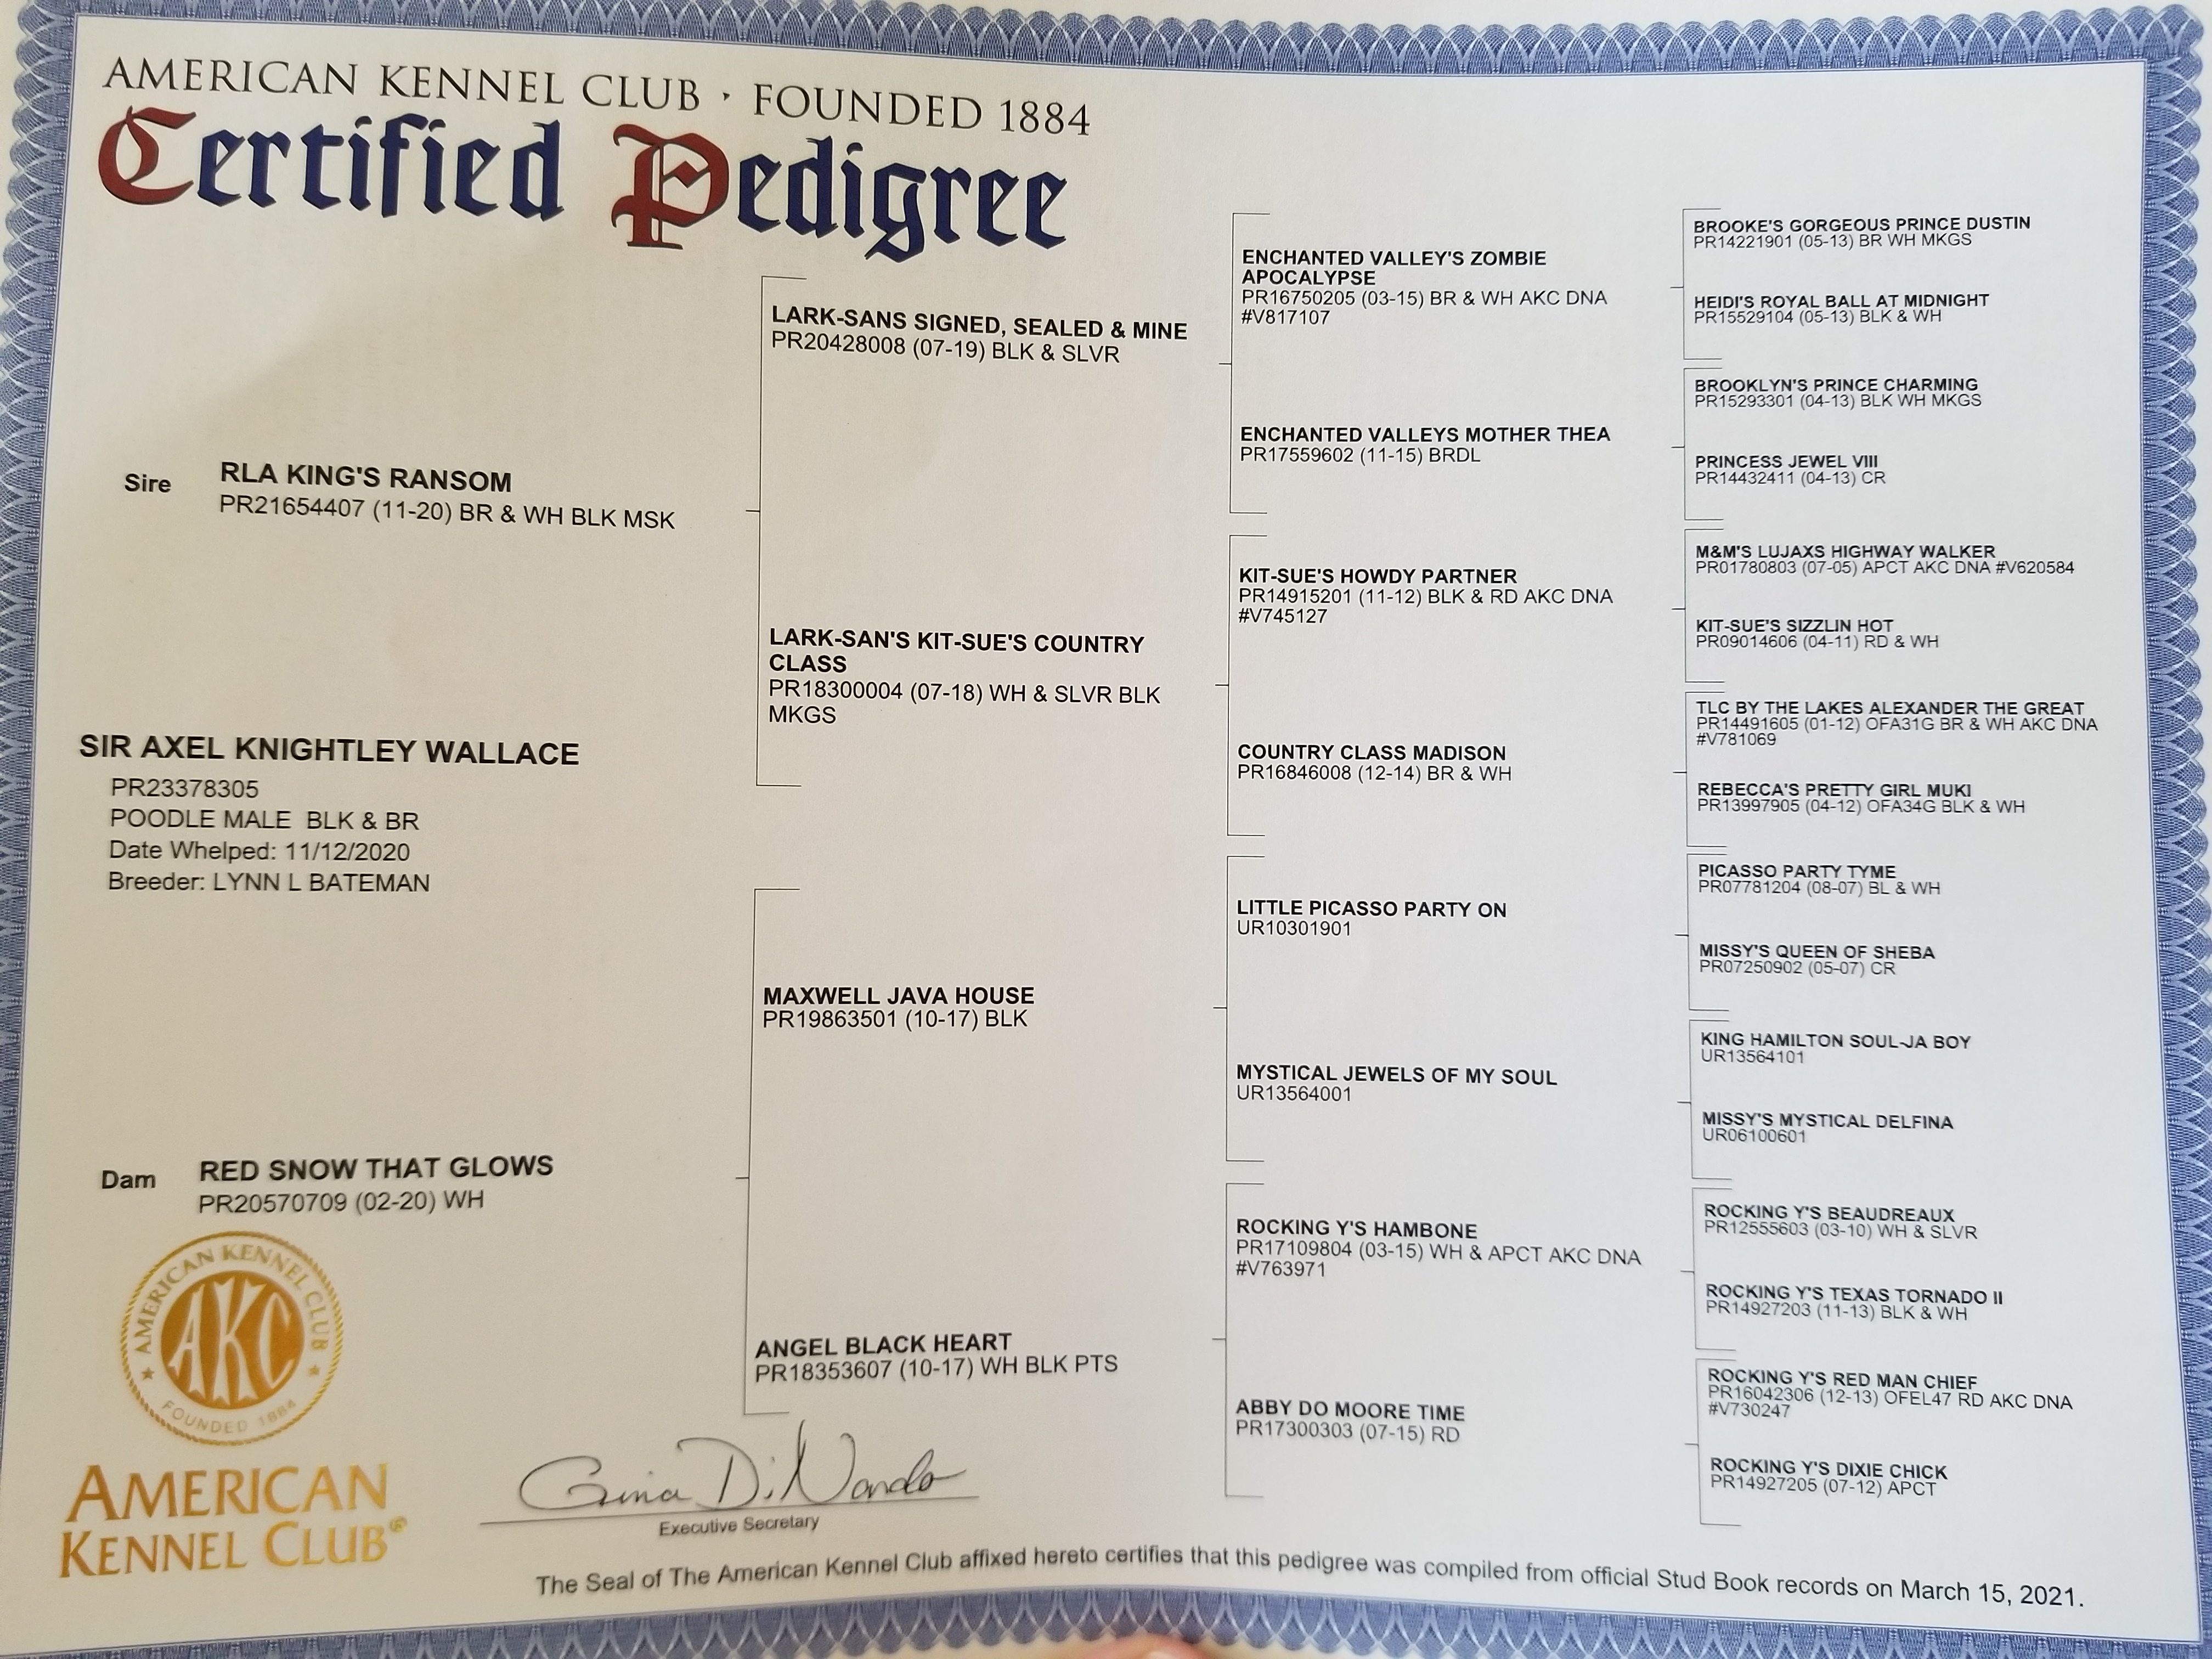 AMERICAN KENNEL CLUB · FOUNDED 1884
Certified Pedigree
Sire
RLA KING'S RANSOM
PR21654407 (11-20) BR & WH BLK MSK
SIR AXEL KNIGHTLEY WALLACE
PR23378305
POODLE MALE BLK & BR
Date Whelped: 11/12/2020
Breeder: LYNN L BATEMAN
Dam
RED SNOW THAT GLOWS
PR20570709 (02-20) WH
LARK-SANS SIGNED, SEALED & MINE
PR20428008 (07-19) BLK & SLVR
LARK-SAN'S KIT-SUE'S COUNTRY
CLASS
PR18300004 (07-18) WH & SLVR BLK
MKGS
MAXWELL JAVA HOUSE
PR19863501 (10-17) BLK
ANGEL BLACK HEART
PR18353607 (10-17) WH BLK PTS
ENCHANTED VALLEY'S ZOMBIE
APOCALYPSE
PR16750205 (03-15) BR & WH AKC DNA
#V817107
ENCHANTED VALLEYS MOTHER THEA
PR17559602 (11-15) BRDL
KIT-SUE'S HOWDY PARTNER
PR14915201 (11-12) BLK & RD AKC DNA
#V745127
COUNTRY CLASS MADISON
PR16846008 (12-14) BR & WH
LITTLE PICASSO PARTY ON
UR10301901
MYSTICAL JEWELS OF MY SOUL
UR13564001
ROCKING Y'S HAMBONE
PR17109804 (03-15) WH & APCT AKC DNA
#V763971
ABBY DO MOORE TIME
PR17300303 (07-15) RD
BROOKE'S GORGEOUS PRINCE DUSTIN
PR14221901 (05-13) BR WH MKGS
HEIDI'S ROYAL BALL AT MIDNIGHT
PR15529104 (05-13) BLK & WH
BROOKLYN'S PRINCE CHARMING
PR15293301 (04-13) BLK WH MKGS
PRINCESS JEWEL VIII
PR14432411 (04-13) CR
M&M'S LUJAXS HIGHWAY WALKER
PR01780803 (07-05) APCT AKC DNA #V620584
KIT-SUE'S SIZZLIN HOT
PR09014606 (04-11) RD & WH
TLC BY THE LAKES ALEXANDER THE GREAT
PR14491605 (01-12) OFA31G BR & WH AKC DNA
#V781069
REBECCA'S PRETTY GIRL MUKI
PR13997905 (04-12) OFA34G BLK & WH
PICASSO PARTY TYME
PR07781204 (08-07) BL & WH
MISSY'S QUEEN OF SHEBA
PR07250902 (05-07) CR
KING HAMILTON SOUL-JA BOY
UR13564101
MISSY'S MYSTICAL DELFINA
UR06100601
ROCKING Y'S BEAUDREAUX
PR12555603 (03-10) WH & SLVR
ROCKING Y'S TEXAS TORNADO II
PR14927203 (11-13) BLK & WH
ROCKING Y'S RED MAN CHIEF
PR16042306 (12-13) OFEL47 RD AKC DNA
#V730247
ROCKING Y'S DIXIE CHICK
PR14927205 (07-12) APCT
AMERICAN KENNEL CLUB
AKC
FOUNDED 1884
AMERICAN
KENNEL CLUB®
Gina DiNardo
Executive Secretary
The Seal of The American Kennel Club affixed hereto certifies that this pedigree was compiled from official Stud Book records on March 15, 2021.